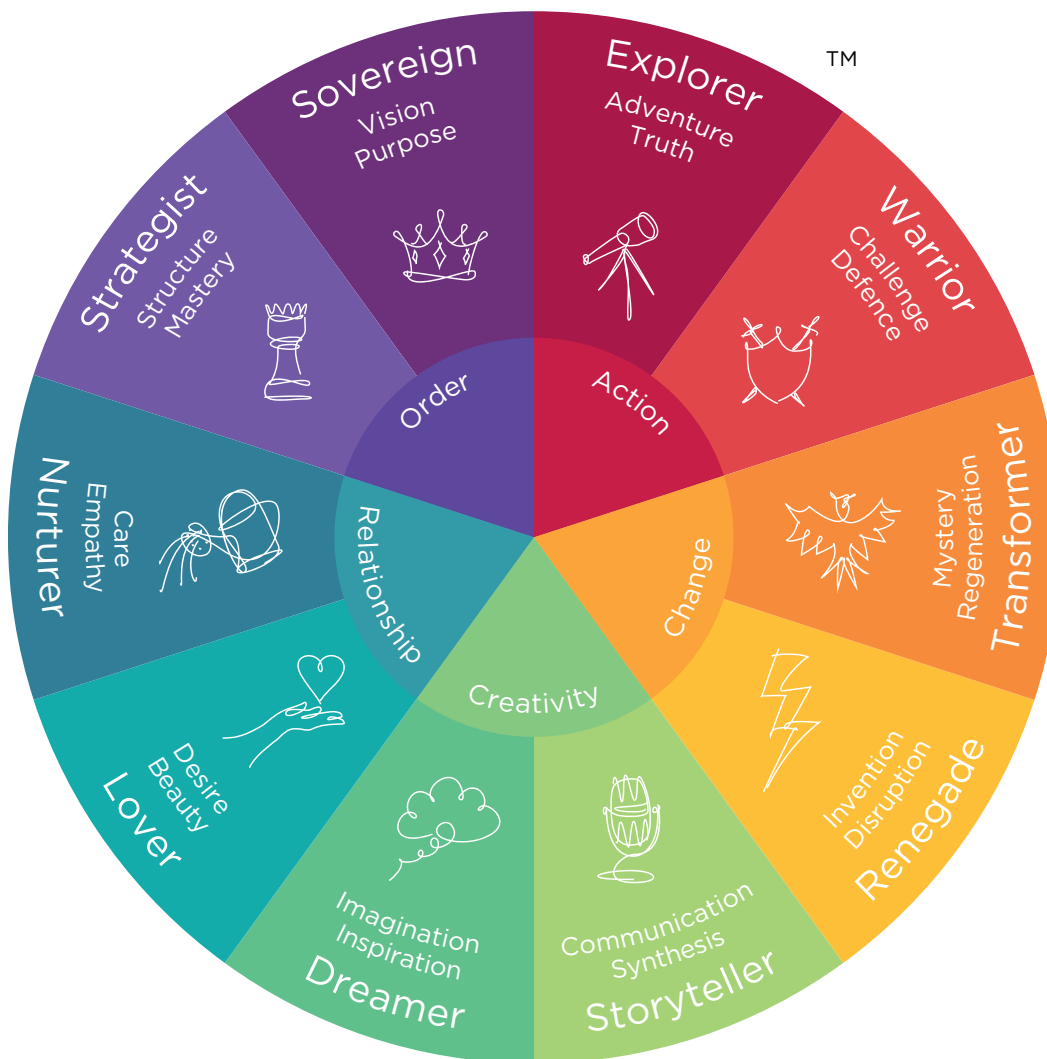 TM
Explorer
Adventure
Truth
Warrior
Challenge
Defence
Action
Transformer
Mystery
Regeneration
Renegade
Invention
Disruption
Change
Storyteller
Communication
Synthesis
Dreamer
Imagination
Inspiration
Creativity
Lover
Desire
Beauty
Nurturer
Care
Empathy
Relationship
Strategist
Structure
Mastery
Sovereign
Vision
Purpose
Order